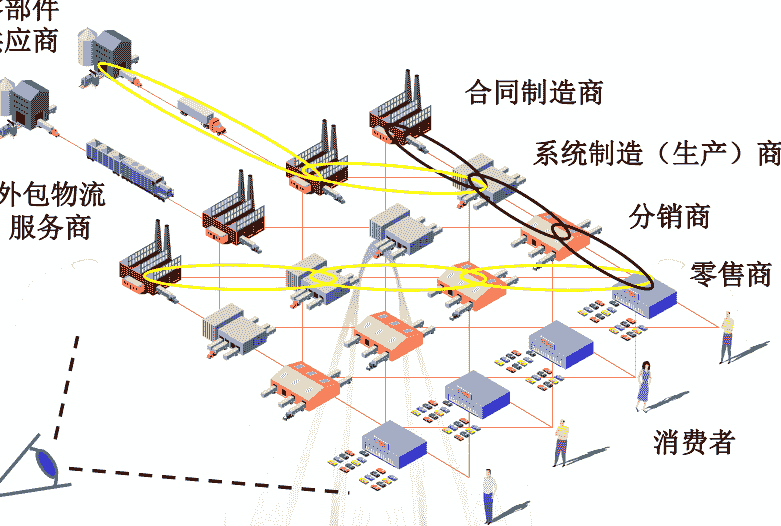 部件
应商
合同制造商
系统制造（生产）商
外包物流
服务商
分销商
零售商
消费者